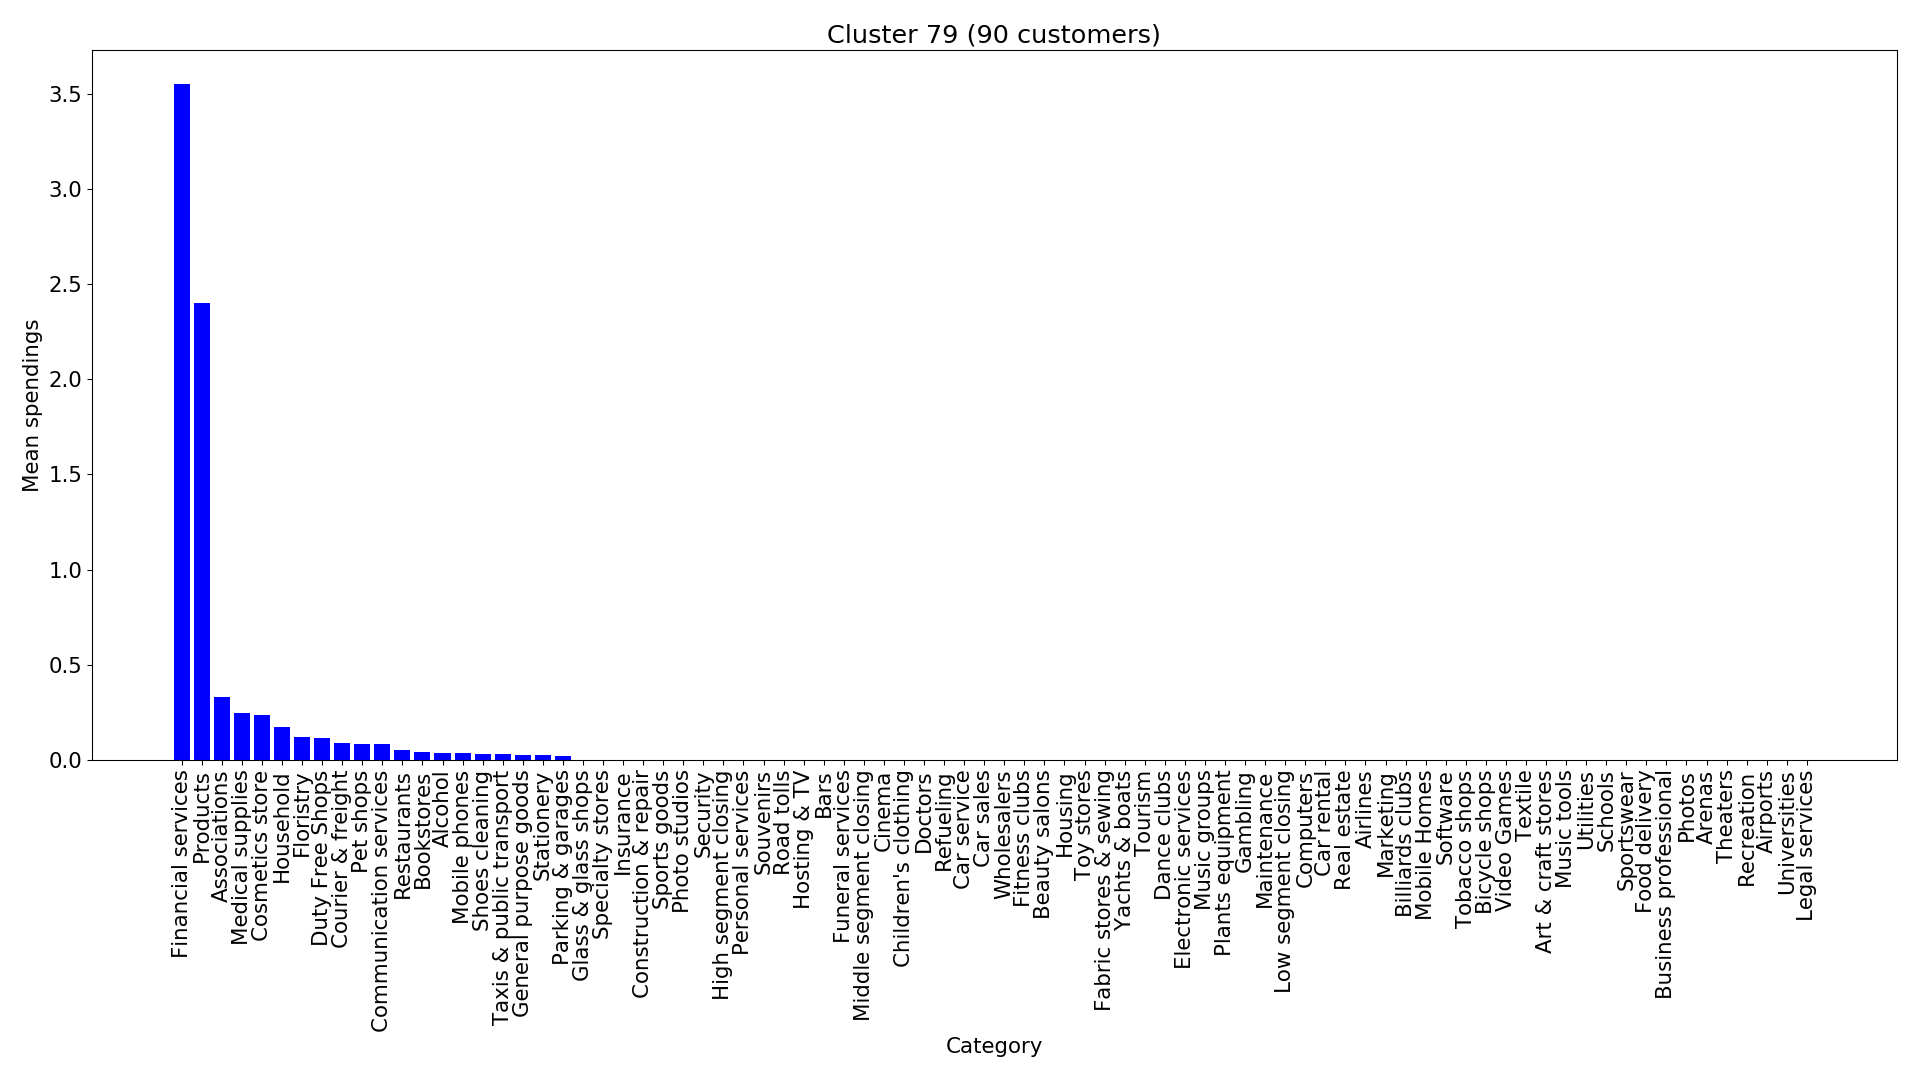 Cluster 79 (90 customers)
Mean spendings
3.5
3.0
2.5
2.0
1.5
1.0
0.5
0.0
Financial services
Products
Associations
Medical supplies
Cosmetics store
Household
Floristry
Duty Free Shops
Courier & freight
Pet shops
Communication services
Restaurants
Bookstores
Alcohol
Mobile phones
Shoes cleaning
Taxis & public transport
General purpose goods
Stationery
Parking & garages
Glass & glass shops
Specialty stores
Insurance
Construction & repair
Sports goods
Photo studios
Security
High segment closing
Personal services
Souvenirs
Road tolls
Hosting & TV
Bars
Funeral services
Middle segment closing
Cinema
Children's clothing
Doctors
Refueling
Car service
Car sales
Wholesalers
Fitness clubs
Beauty salons
Housing
Toy stores
Fabric stores & sewing
Yachts & boats
Tourism
Dance clubs
Electronic services
Music groups
Plants equipment
Gambling
Maintenance
Low segment closing
Computers
Car rental
Real estate
Airlines
Marketing
Billiards clubs
Mobile Homes
Software
Tobacco shops
Bicycle shops
Video Games
Textile
Art & craft stores
Music tools
Utilities
Schools
Sportswear
Food delivery
Business professional
Photos
Arenas
Theaters
Recreation
Airports
Universities
Legal services
Category